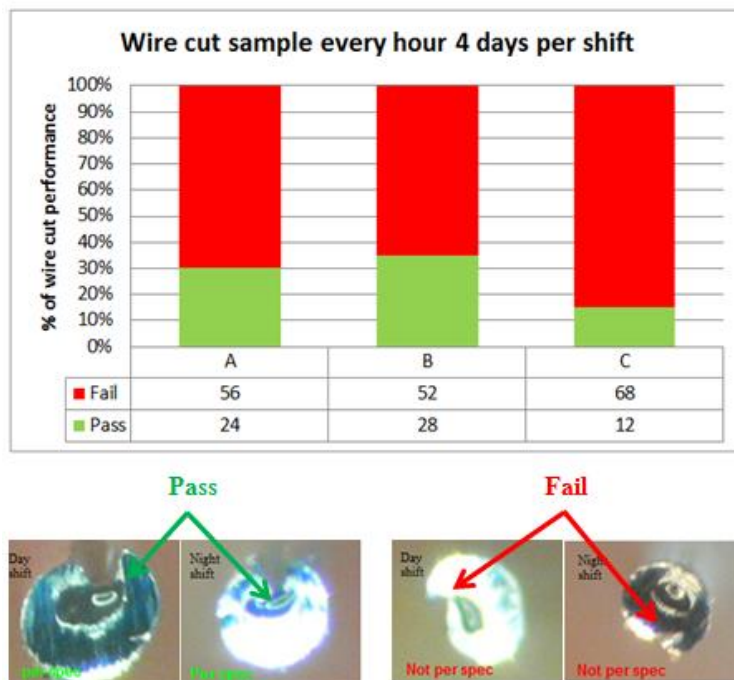 Wire cut sample every hour 4 days per shift
% of wire cut performance
100%
90%
80%
70%
60%
50%
40%
30%
20%
10%
0%
A B C
Fail 56 52 68
Pass 24 28 12
Pass
Fail
Day shift
per spec
Night shift
Per spec
Day shift
Not per spec
Night shift
Not per spec